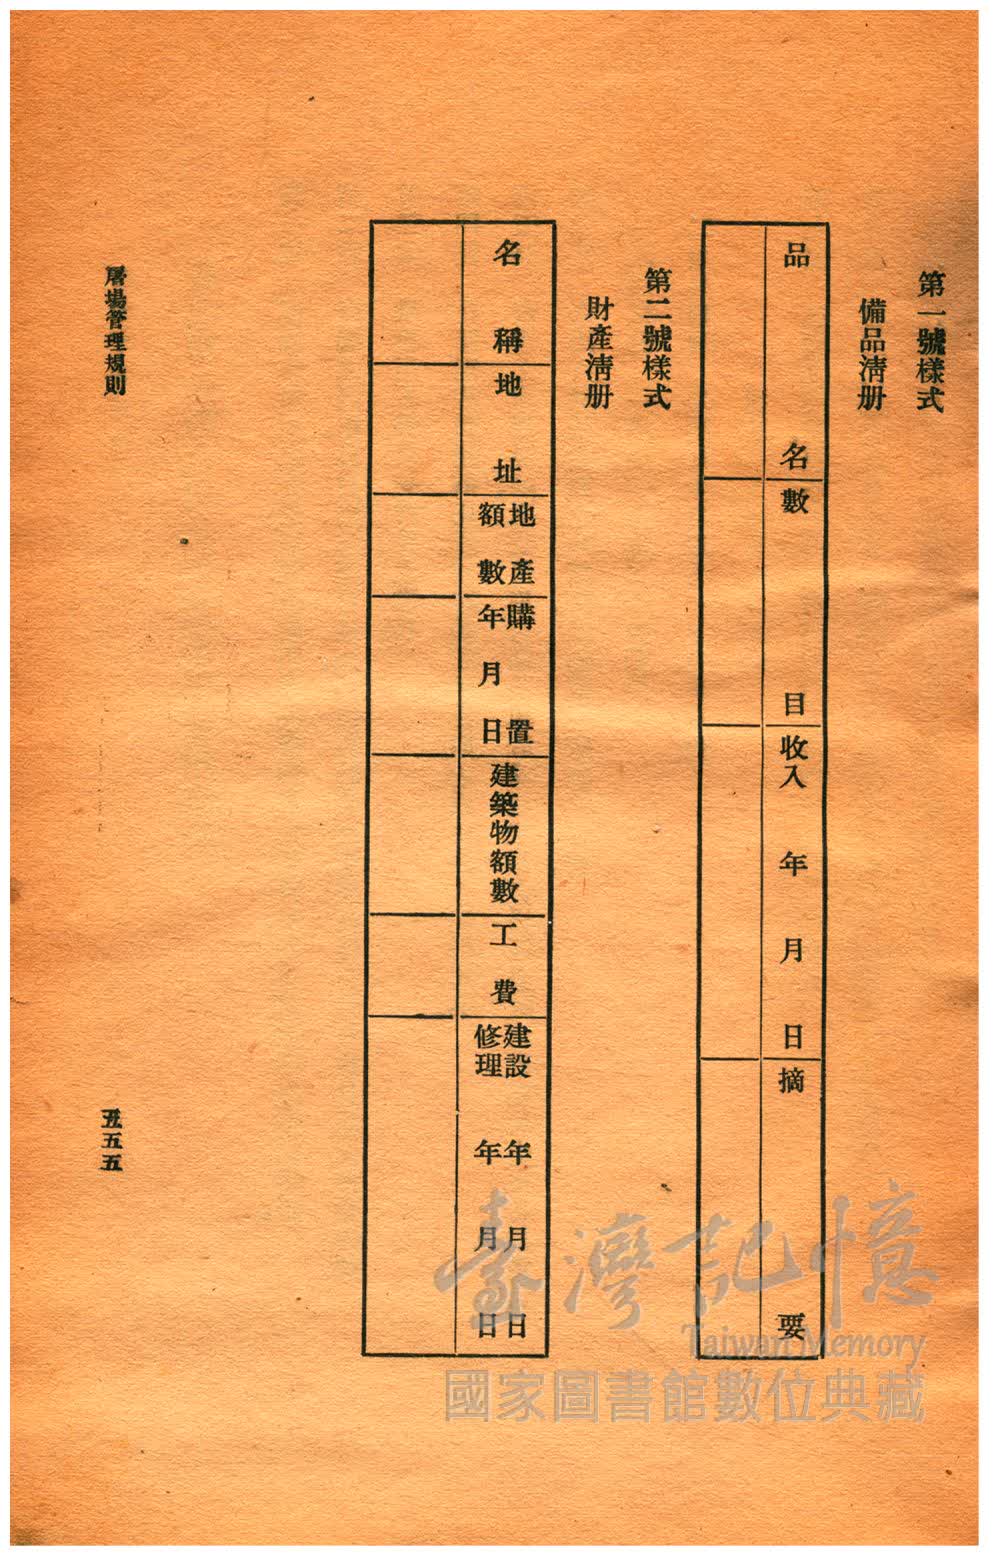 第一號樣式
備品淸册
品名
數目
收入年月日
摘要
第二號樣式
財產淸册
名稱
地址
地產額數
購置年月日
建築物額數
工費
建設年月日
修理年月日
屠場管理規則
五五五
臺灣記憶
Taiwan Memory
國家圖書館數位典藏